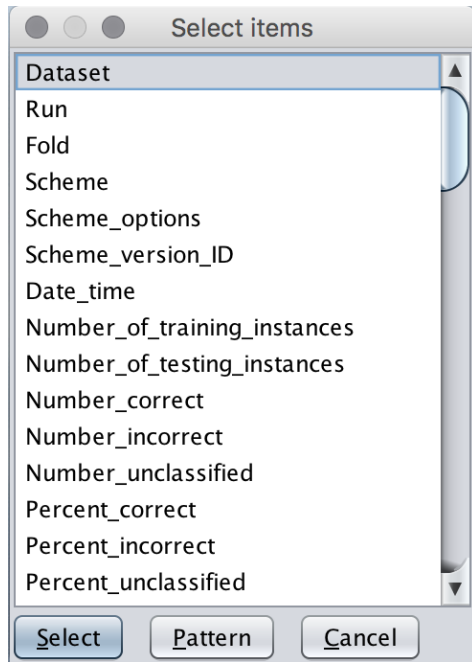 Select items
Dataset
Run
Fold
Scheme
Scheme_options
Scheme_version_ID
Date_time
Number_of_training_instances
Number_of_testing_instances
Number_correct
Number_incorrect
Number_unclassified
Percent_correct
Percent_incorrect
Percent_unclassified
Select Pattern Cancel